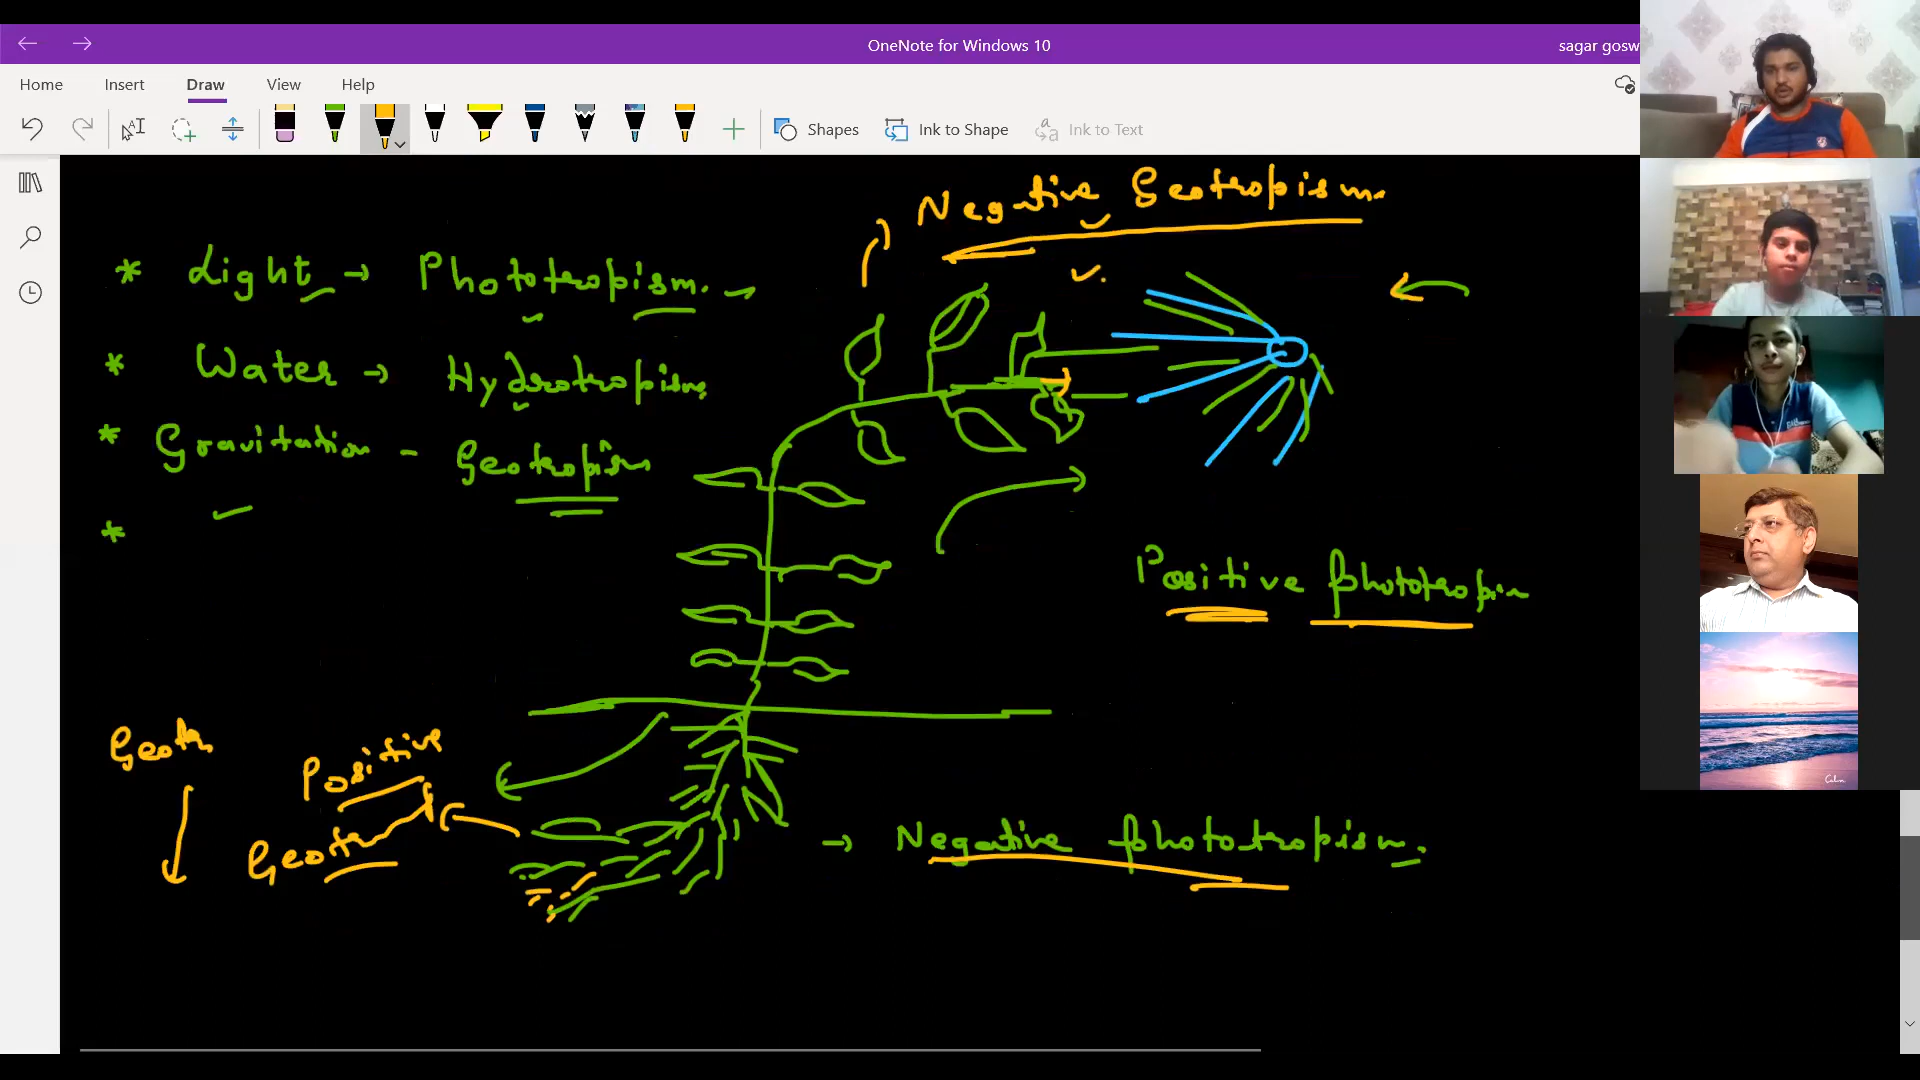 OneNote for Windows 10
sagar gosw
Home Insert Draw View Help
Shapes Ink to Shape Ink to Text
Negative Geotropism.
* Light → Phototropism.
* Water → Hydrotropism
* Gravitation - Geotropism
*
Positive phototropism
Geotr
Positive
Geotr
→ Negative phototropism.
Calm